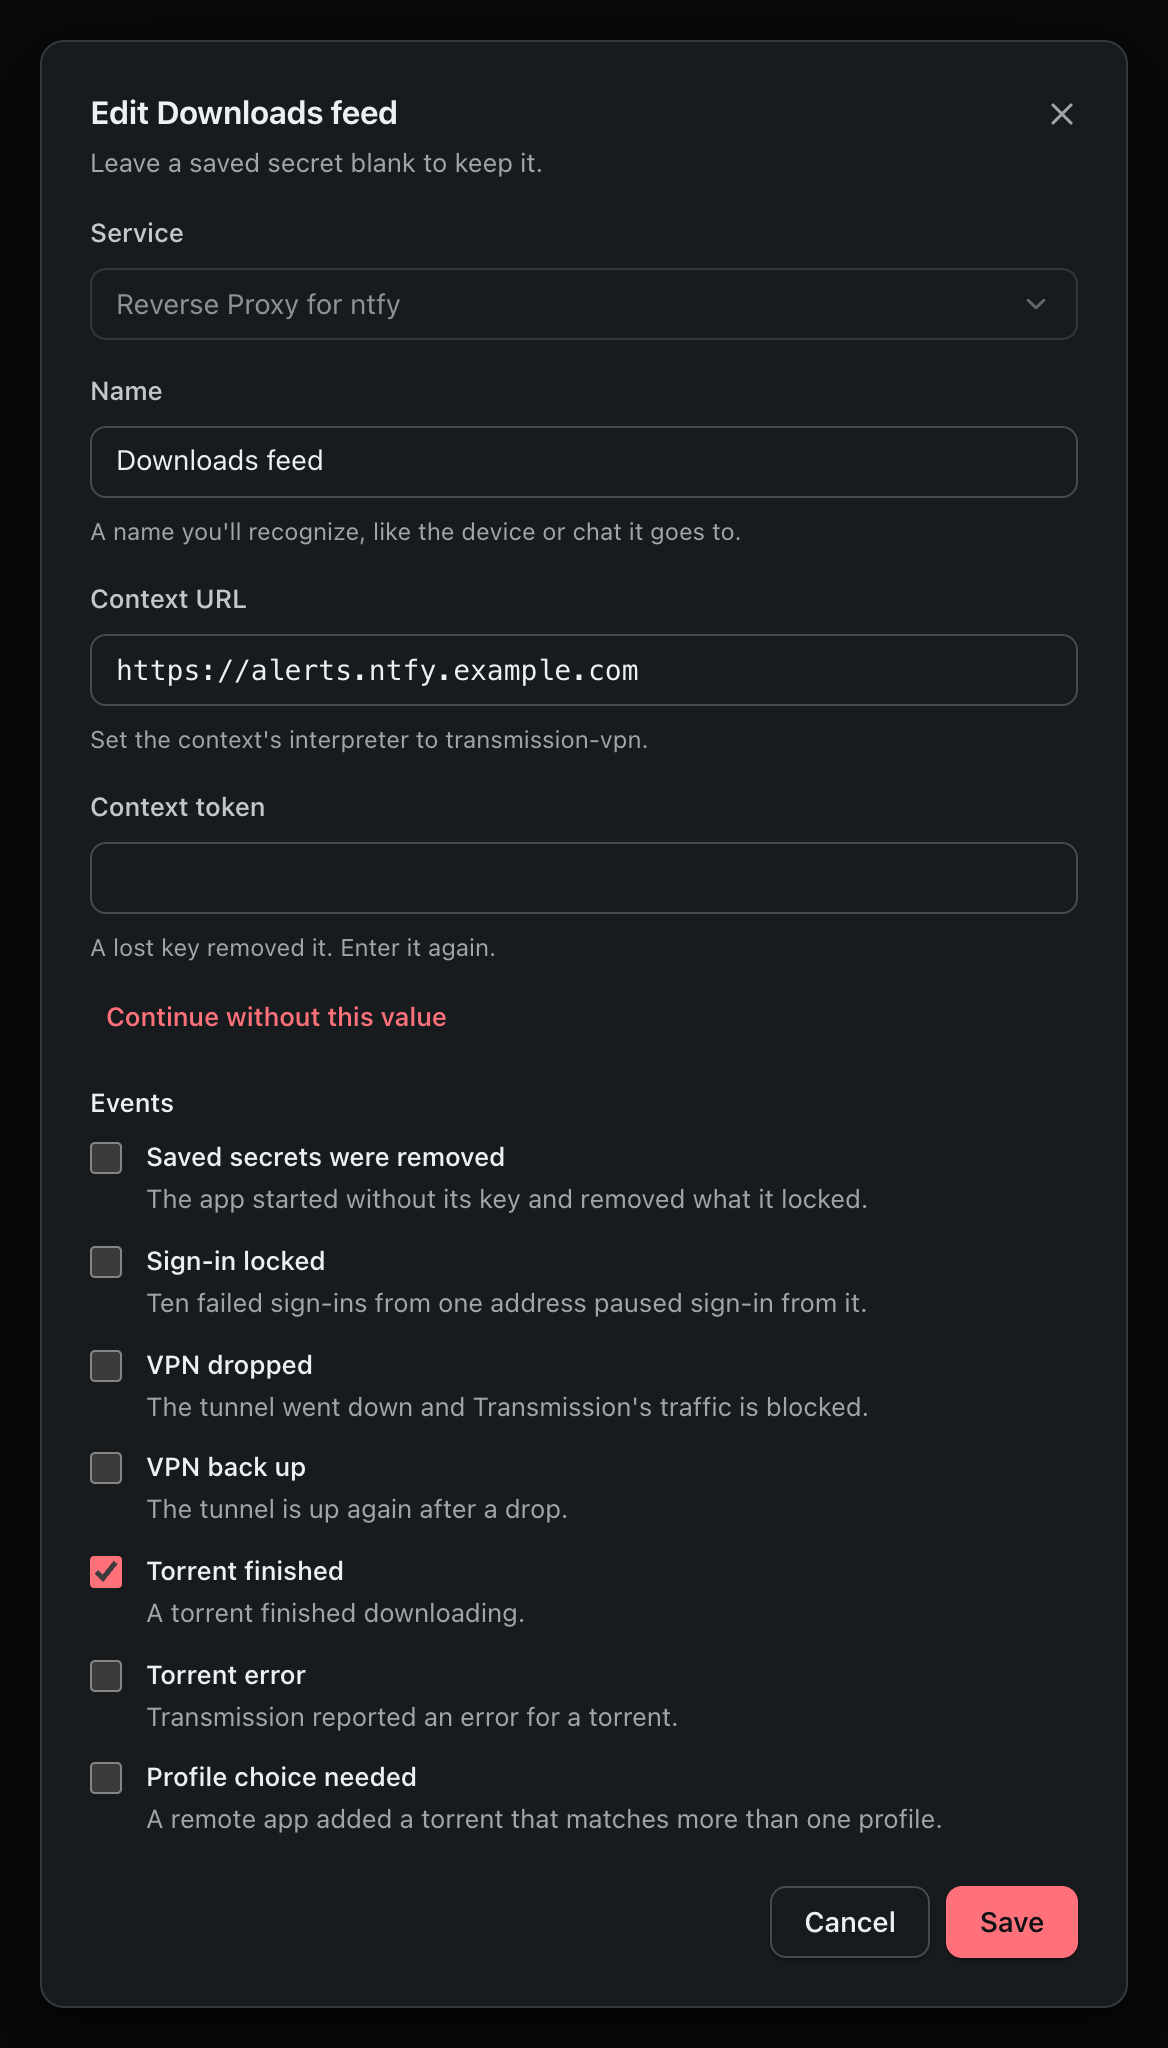 Edit Downloads feed
Leave a saved secret blank to keep it.
Service
Reverse Proxy for ntfy
Name
Downloads feed
A name you'll recognize, like the device or chat it goes to.
Context URL
https://alerts.ntfy.example.com
Set the context's interpreter to transmission-vpn.
Context token
A lost key removed it. Enter it again.
Continue without this value
Events
Saved secrets were removed
The app started without its key and removed what it locked.
Sign-in locked
Ten failed sign-ins from one address paused sign-in from it.
VPN dropped
The tunnel went down and Transmission's traffic is blocked.
VPN back up
The tunnel is up again after a drop.
Torrent finished
A torrent finished downloading.
Torrent error
Transmission reported an error for a torrent.
Profile choice needed
A remote app added a torrent that matches more than one profile.
Cancel
Save